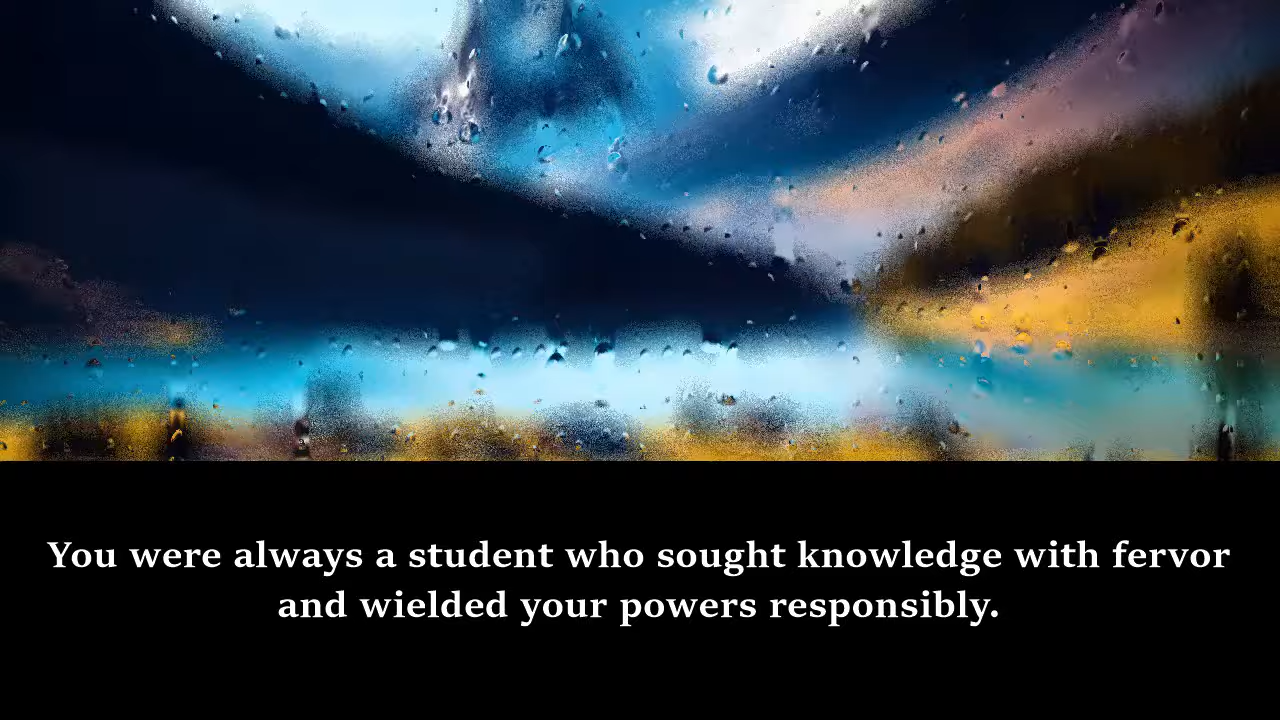 You were always a student who sought knowledge with fervor
and wielded your powers responsibly.